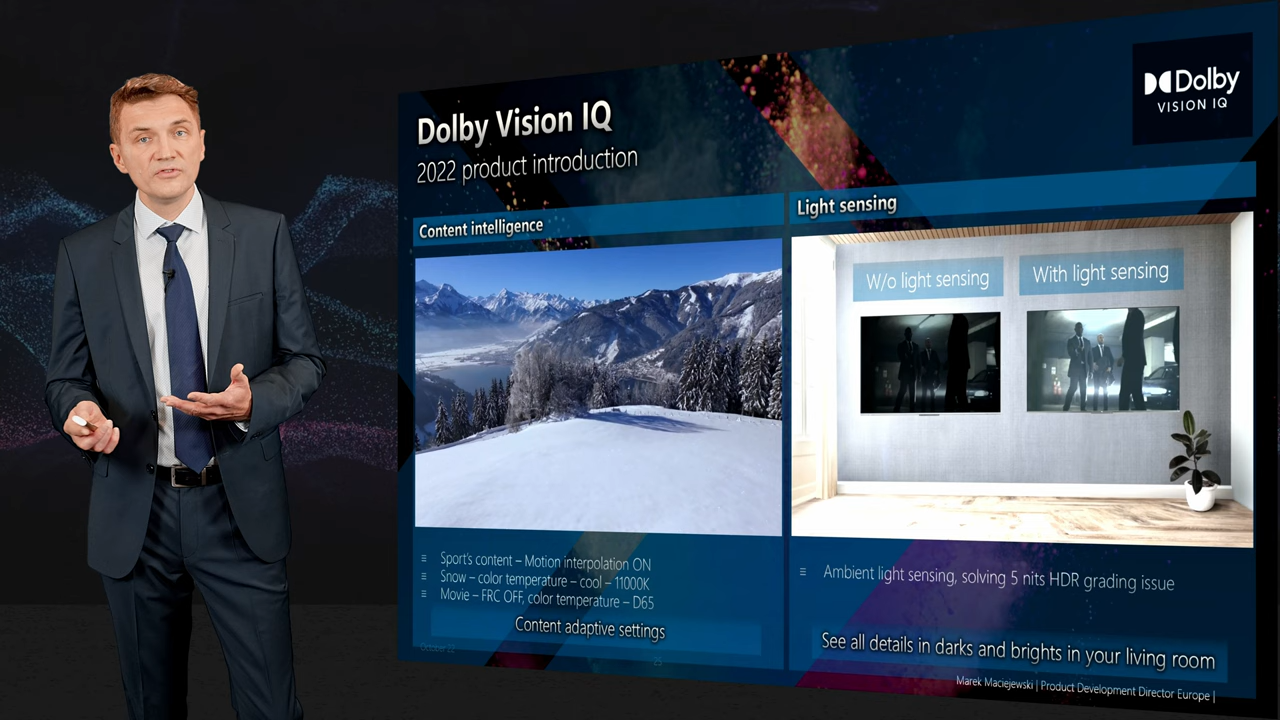 Dolby
VISION IQ
Dolby Vision IQ
2022 product introduction
Content intelligence
Sport's content – Motion interpolation ON
Snow – color temperature – cool – 11000K
Movie – FRC OFF, color temperature – D65
Content adaptive settings
October 22
25
Light sensing
W/o light sensing
With light sensing
Ambient light sensing, solving 5 nits HDR grading issue
See all details in darks and brights in your living room
Marek Maciejewski | Product Development Director Europe |